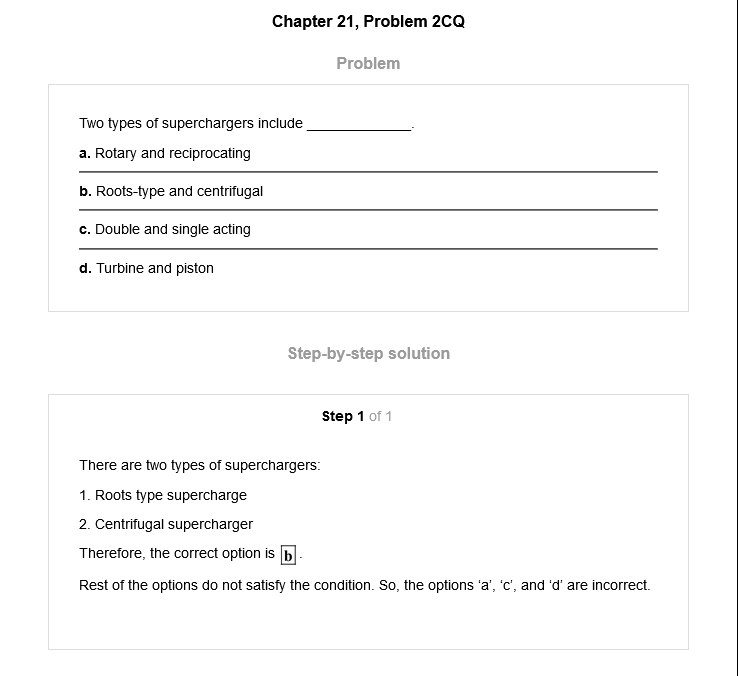 Chapter 21, Problem 2CQ
Problem
Two types of superchargers include _____________.
a. Rotary and reciprocating
b. Roots-type and centrifugal
c. Double and single acting
d. Turbine and piston
Step-by-step solution
Step 1 of 1
There are two types of superchargers:
1. Roots type supercharge
2. Centrifugal supercharger
Therefore, the correct option is b.
Rest of the options do not satisfy the condition. So, the options ‘a’, ‘c’, and ‘d’ are incorrect.